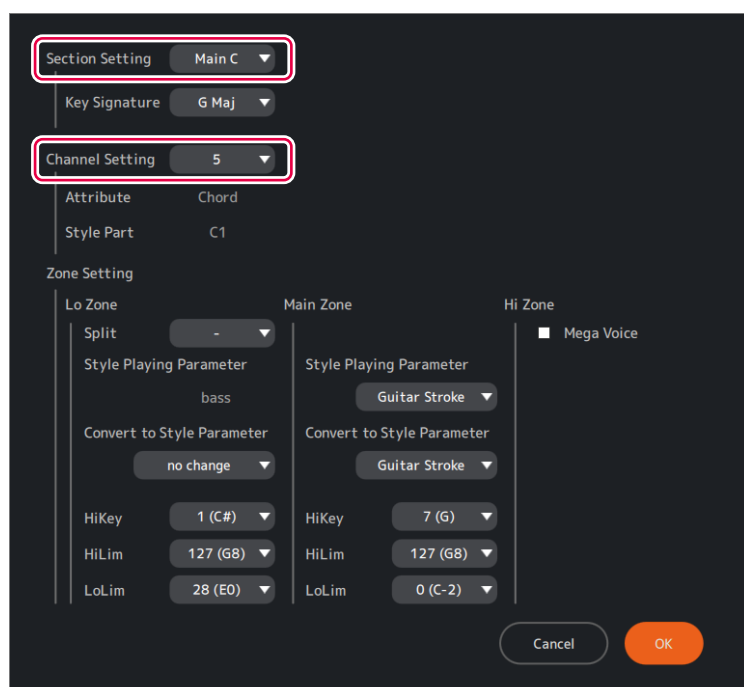 Section Setting Main C
Key Signature G Maj
Channel Setting 5
Attribute Chord
Style Part C1
Zone Setting
Lo Zone Main Zone Hi Zone
Split - Mega Voice
Style Playing Parameter Style Playing Parameter
bass Guitar Stroke
Convert to Style Parameter Convert to Style Parameter
no change Guitar Stroke
HiKey 1 (C#) HiKey 7 (G)
HiLim 127 (G8) HiLim 127 (G8)
LoLim 28 (E0) LoLim 0 (C-2)
Cancel OK